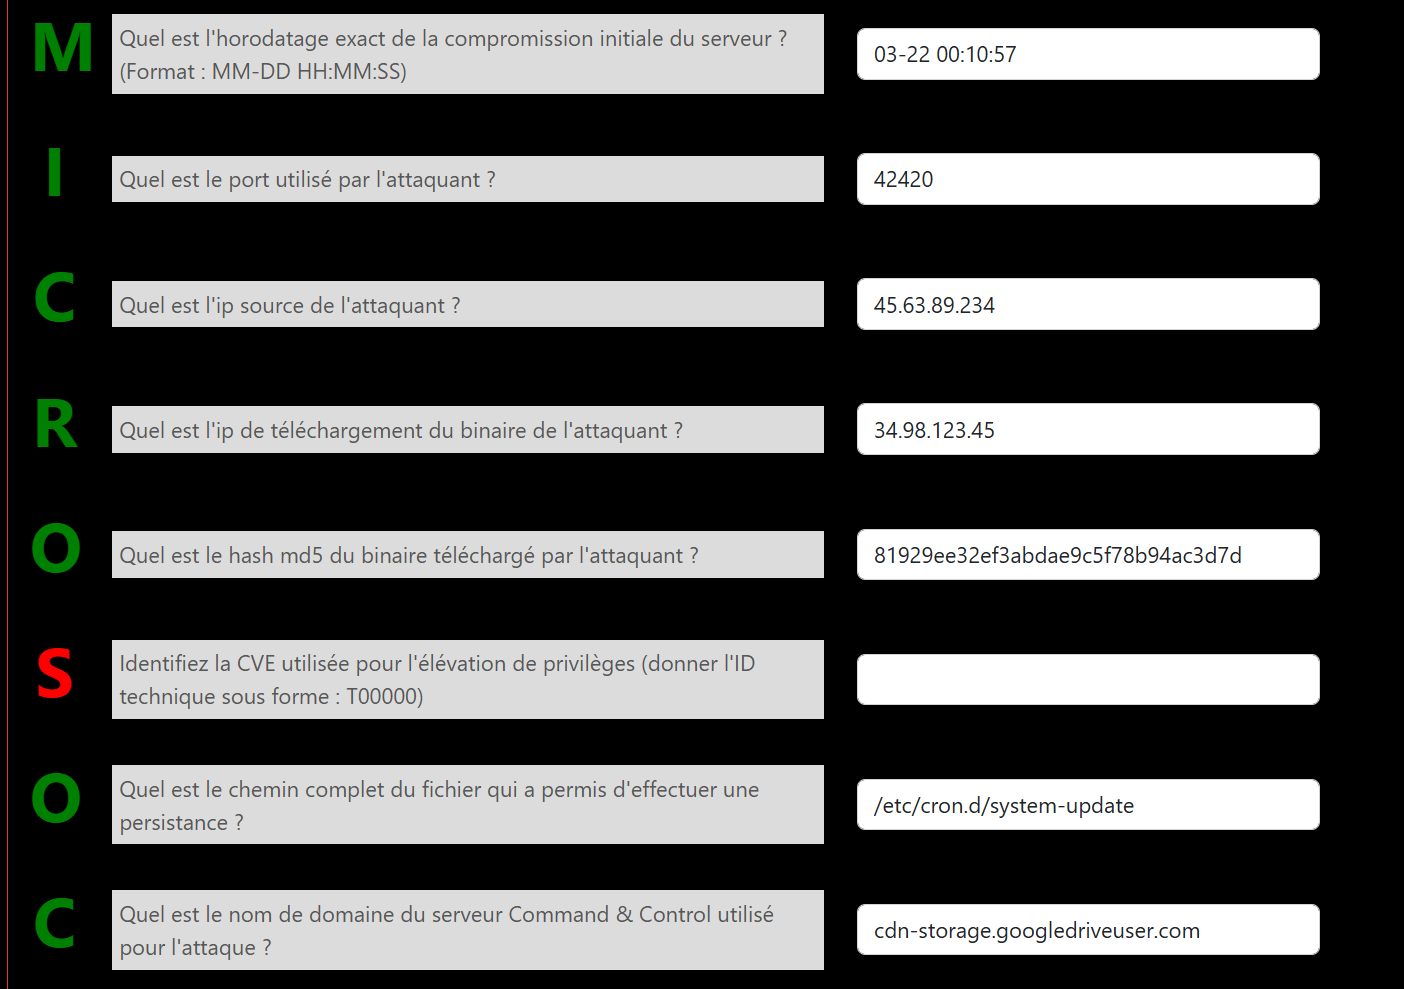 M
Quel est l'horodatage exact de la compromission initiale du serveur ?
(Format : MM-DD HH:MM:SS)
03-22 00:10:57
I
Quel est le port utilisé par l'attaquant ?
42420
C
Quel est l'ip source de l'attaquant ?
45.63.89.234
R
Quel est l'ip de téléchargement du binaire de l'attaquant ?
34.98.123.45
O
Quel est le hash md5 du binaire téléchargé par l'attaquant ?
81929ee32ef3abdae9c5f78b94ac3d7d
S
Identifiez la CVE utilisée pour l'élévation de privilèges (donner l'ID
technique sous forme : T00000)
O
Quel est le chemin complet du fichier qui a permis d'effectuer une
persistance ?
/etc/cron.d/system-update
C
Quel est le nom de domaine du serveur Command & Control utilisé
pour l'attaque ?
cdn-storage.googledriveuser.com